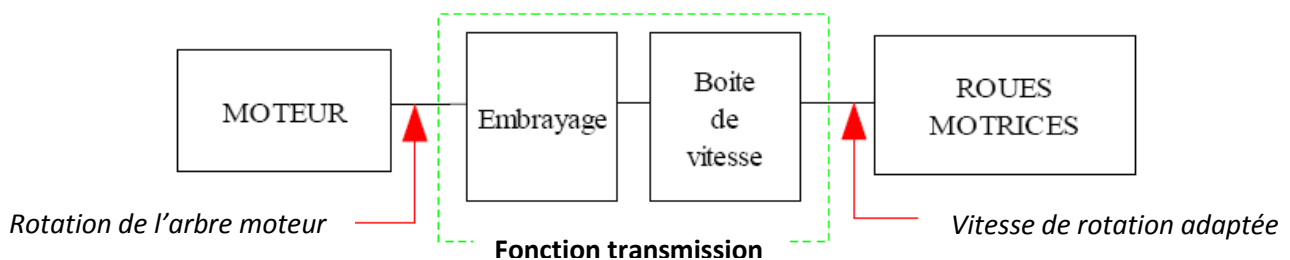 MOTEUR
Embrayage
Boite
de
vitesse
ROUES
MOTRICES
Rotation de l’arbre moteur
Vitesse de rotation adaptée
Fonction transmission